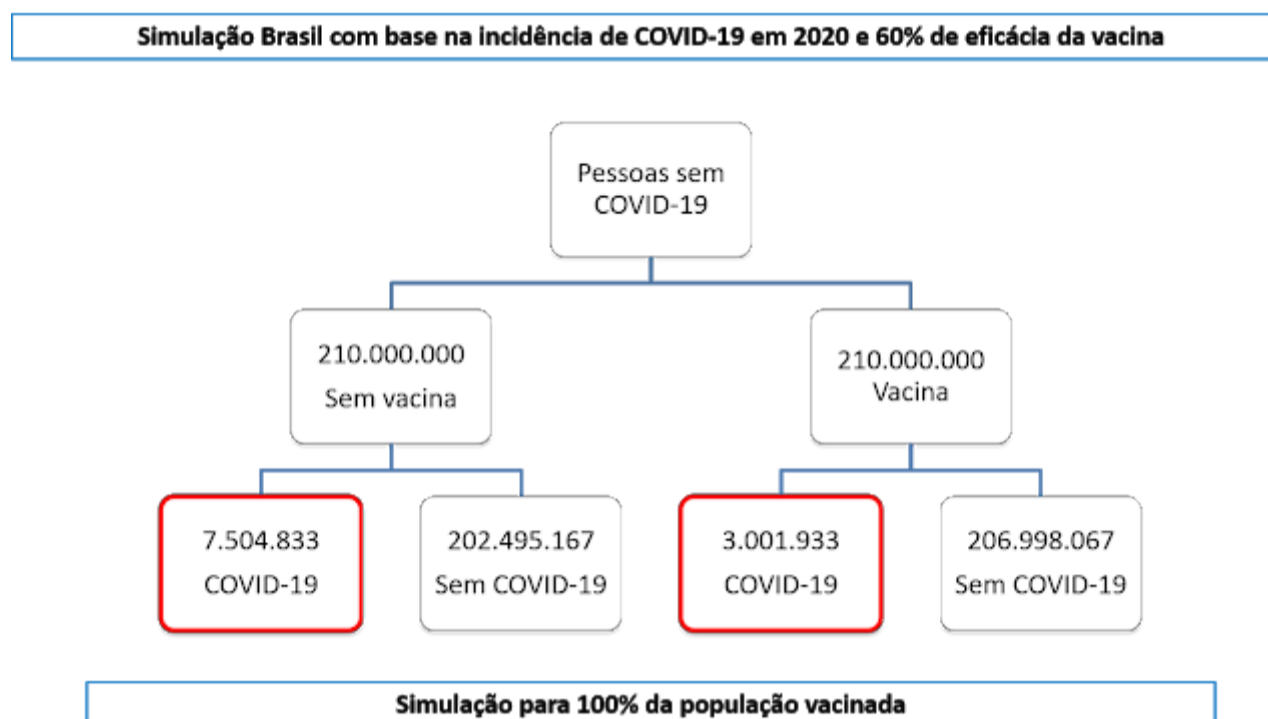 Simulação Brasil com base na incidência de COVID-19 em 2020 e 60% de eficácia da vacina
Pessoas sem
COVID-19
210.000.000
Sem vacina
210.000.000
Vacina
7.504.833
COVID-19
202.495.167
Sem COVID-19
3.001.933
COVID-19
206.998.067
Sem COVID-19
Simulação para 100% da população vacinada